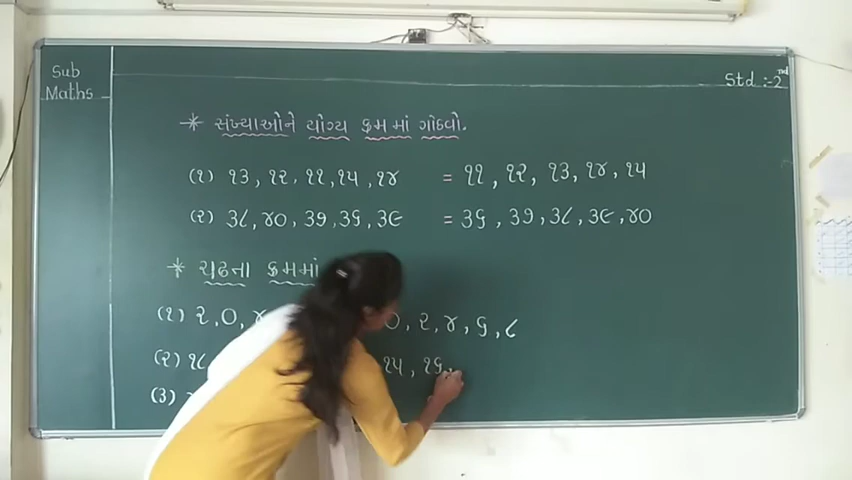 Sub
Maths
Std :- 2nd
* સંખ્યાઓને યોગ્ય ક્રમમાં ગોઠવો.
(૧) ૧૩, ૧૨, ૧૧, ૧૫, ૧૪ = ૧૧, ૧૨, ૧૩, ૧૪, ૧૫
(૨) ૩૮, ૪૦, ૩૭, ૩૬, ૩૯ = ૩૬, ૩૭, ૩૮, ૩૯, ૪૦
* ચઢતા ક્રમમાં
(૧) ૨, ૦, ૪ ૦, ૨, ૪, ૬, ૮
(૨) ૧૮ ૧૫, ૧૬,
(૩)